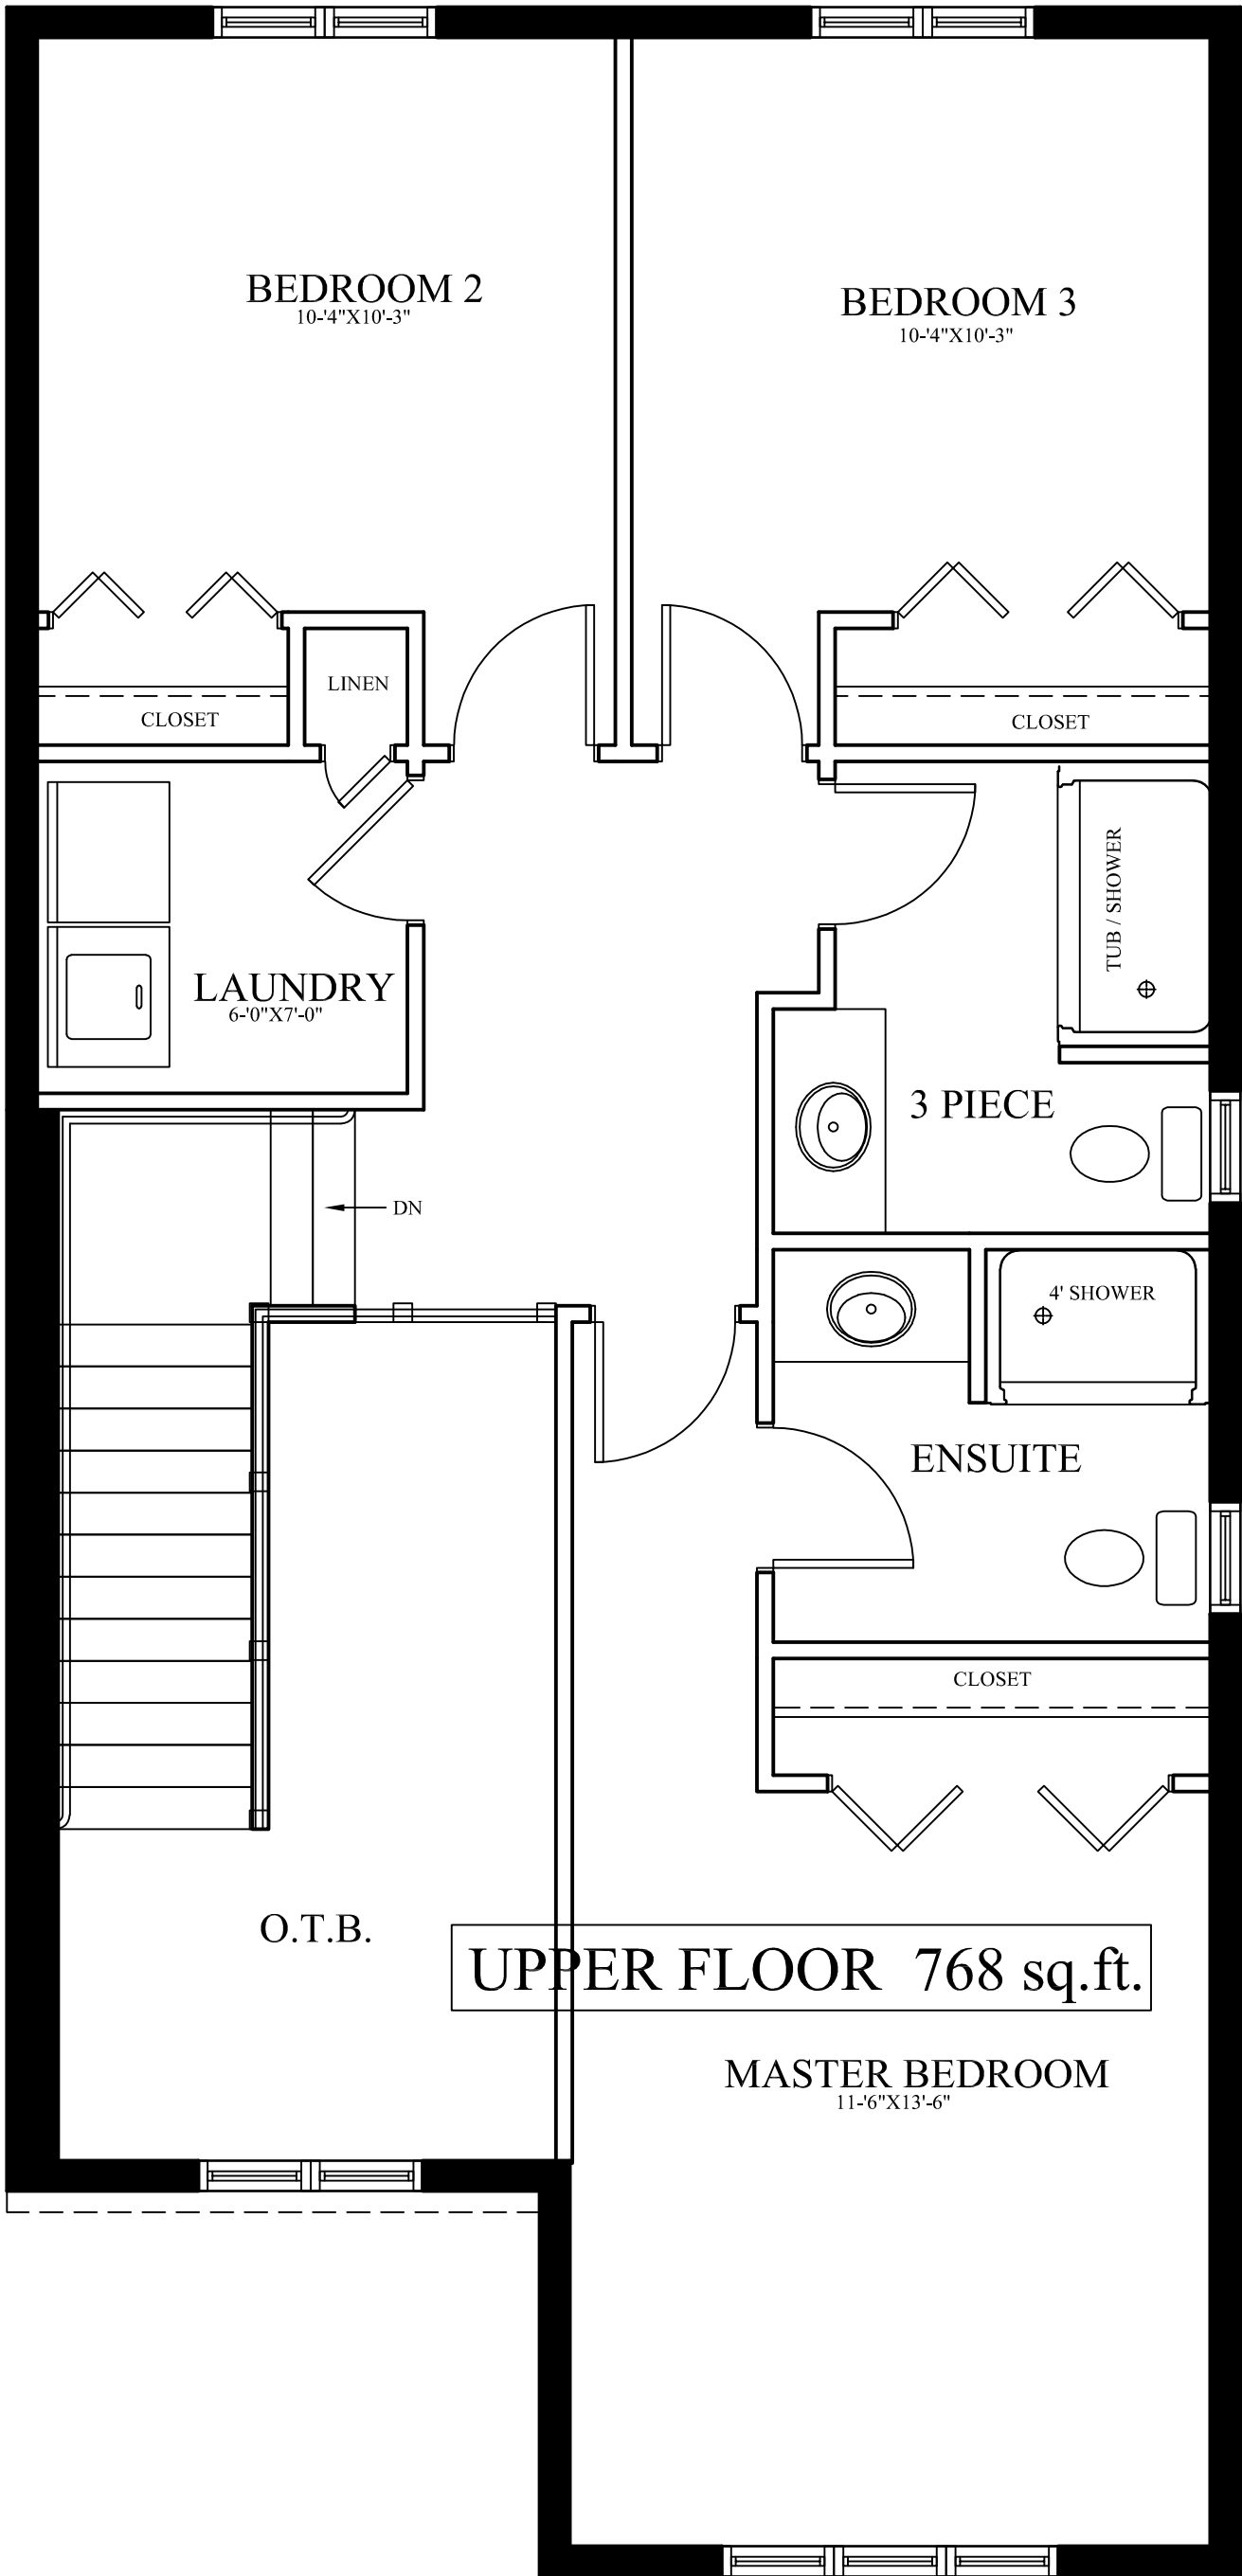 BEDROOM 2
10-'4"X10'-3"
BEDROOM 3
10-'4"X10'-3"
LINEN
CLOSET
CLOSET
TUB / SHOWER
LAUNDRY
6-'0"X7'-0"
3 PIECE
DN
4' SHOWER
ENSUITE
CLOSET
O.T.B.
UPPER FLOOR 768 sq.ft.
MASTER BEDROOM
11-'6"X13'-6"